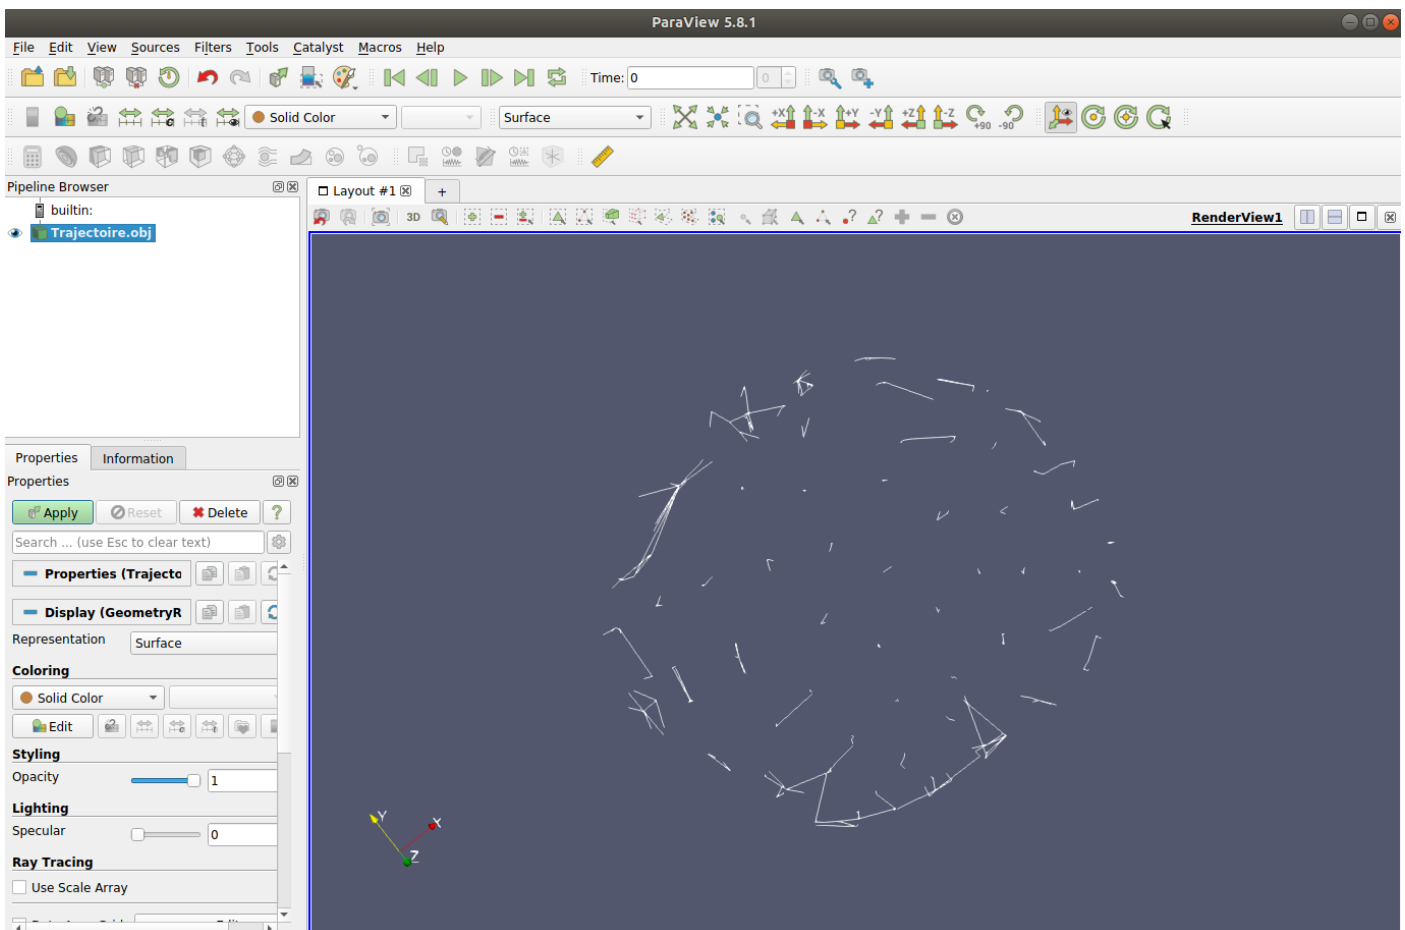 ParaView 5.8.1
File Edit View Sources Filters Tools Catalyst Macros Help
Time: 0 0
Solid Color Surface +X -X +Y -Y +Z -Z +90 -90
Pipeline Browser
Layout #1 +
builtin:
3D RenderView1
Trajectoire.obj
Properties Information
Properties
Apply Reset Delete ?
Search ... (use Esc to clear text)
Properties (Trajecto
Display (GeometryR
Representation Surface
Coloring
Solid Color
Edit
Styling
Opacity 1
Lighting
Specular 0
Ray Tracing
Use Scale Array
Y X Z